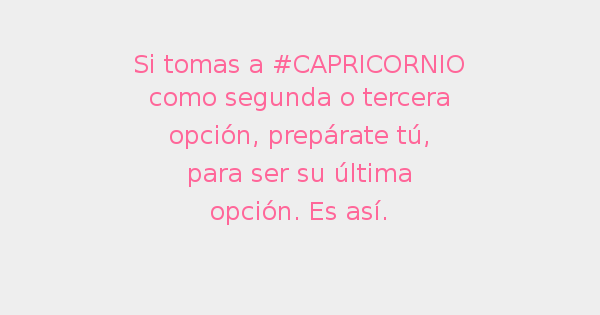 Si tomas a #CAPRICORNIO
como segunda o tercera
opción, prepárate tú,
para ser su última
opción. Es así.